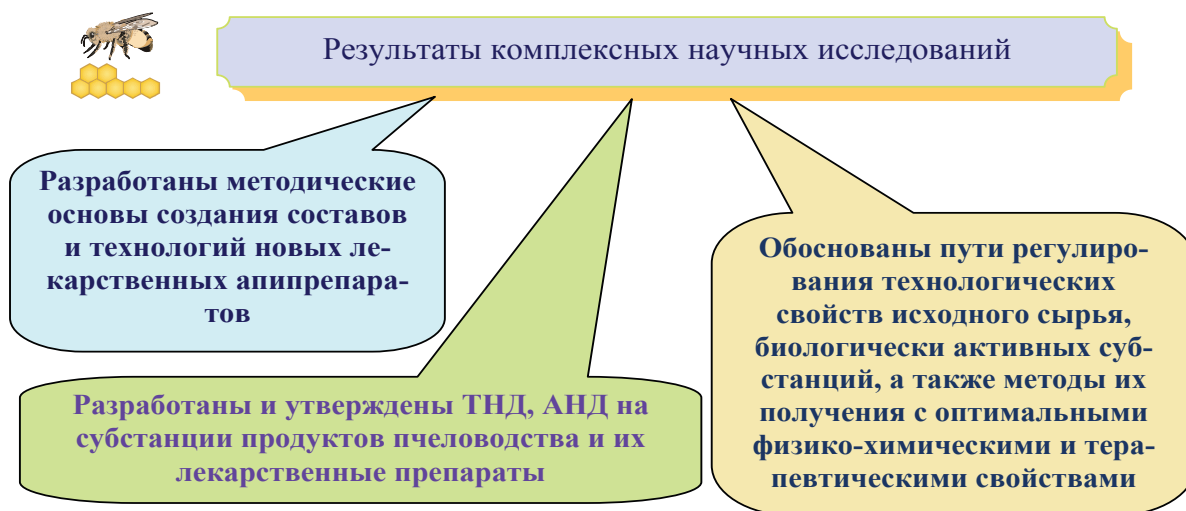 Результаты комплексных научных исследований
Разработаны методические
основы создания составов
и технологий новых ле-
карственных апипрепара-
тов
Разработаны и утверждены ТНД, АНД на
субстанции продуктов пчеловодства и их
лекарственные препараты
Обоснованы пути регулиро-
вания технологических
свойств исходного сырья,
биологически активных суб-
станций, а также методы их
получения с оптимальными
физико-химическими и тера-
певтическими свойствами